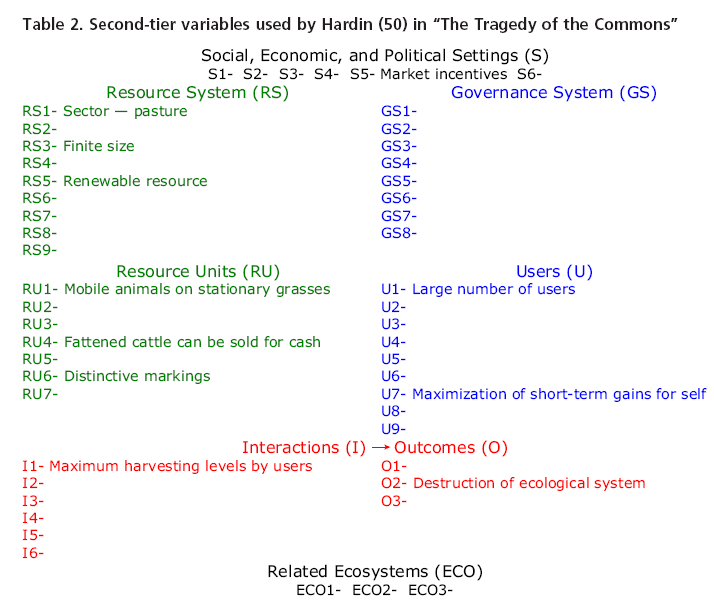 Table 2. Second-tier variables used by Hardin (50) in “The Tragedy of the Commons”
Social, Economic, and Political Settings (S)
S1- S2- S3- S4- S5- Market incentives S6-
Resource System (RS)
RS1- Sector — pasture
RS2-
RS3- Finite size
RS4-
RS5- Renewable resource
RS6-
RS7-
RS8-
RS9-
Governance System (GS)
GS1-
GS2-
GS3-
GS4-
GS5-
GS6-
GS7-
GS8-
Resource Units (RU)
RU1- Mobile animals on stationary grasses
RU2-
RU3-
RU4- Fattened cattle can be sold for cash
RU5-
RU6- Distinctive markings
RU7-
Users (U)
U1- Large number of users
U2-
U3-
U4-
U5-
U6-
U7- Maximization of short-term gains for self
U8-
U9-
Interactions (I) → Outcomes (O)
I1- Maximum harvesting levels by users
I2-
I3-
I4-
I5-
I6-
O1-
O2- Destruction of ecological system
O3-
Related Ecosystems (ECO)
ECO1- ECO2- ECO3-